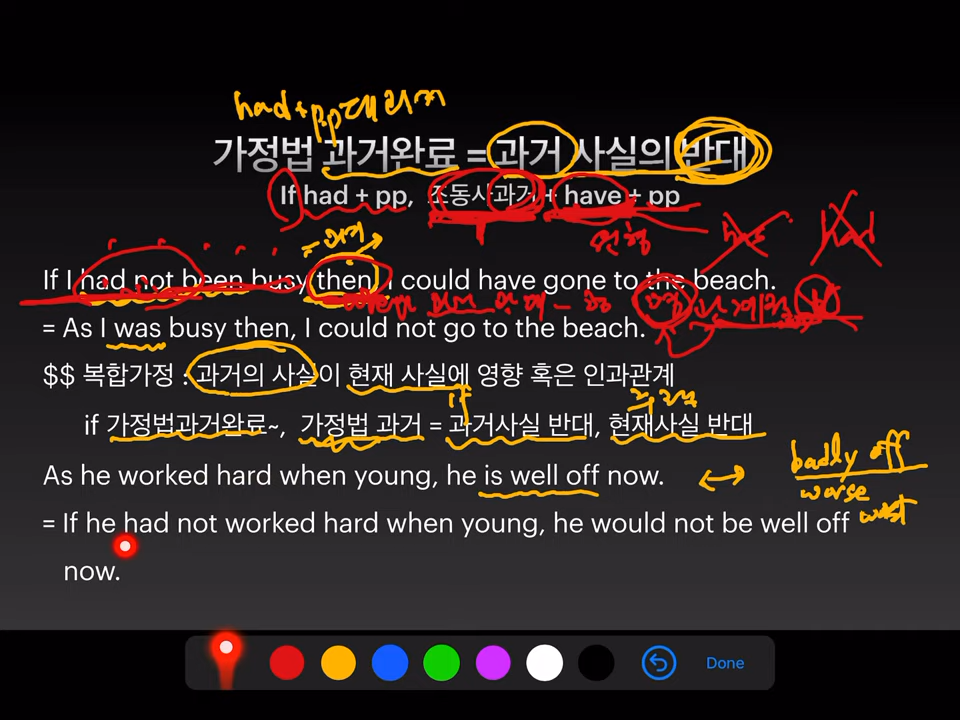 had + p.p
가정법 과거완료 = 과거 사실의 반대
If had + pp, 조동사과거 + have + pp
If I had not been busy then, I could have gone to the beach.
= As I was busy then, I could not go to the beach.
$$ 복합가정 : 과거의 사실이 현재 사실에 영향 혹은 인과관계
if
if 가정법과거완료~, 가정법 과거 = 과거사실 반대, 현재사실 반대
badly off
As he worked hard when young, he is well off now. ↔
worse worst
= If he had not worked hard when young, he would not be well off
now.
Done